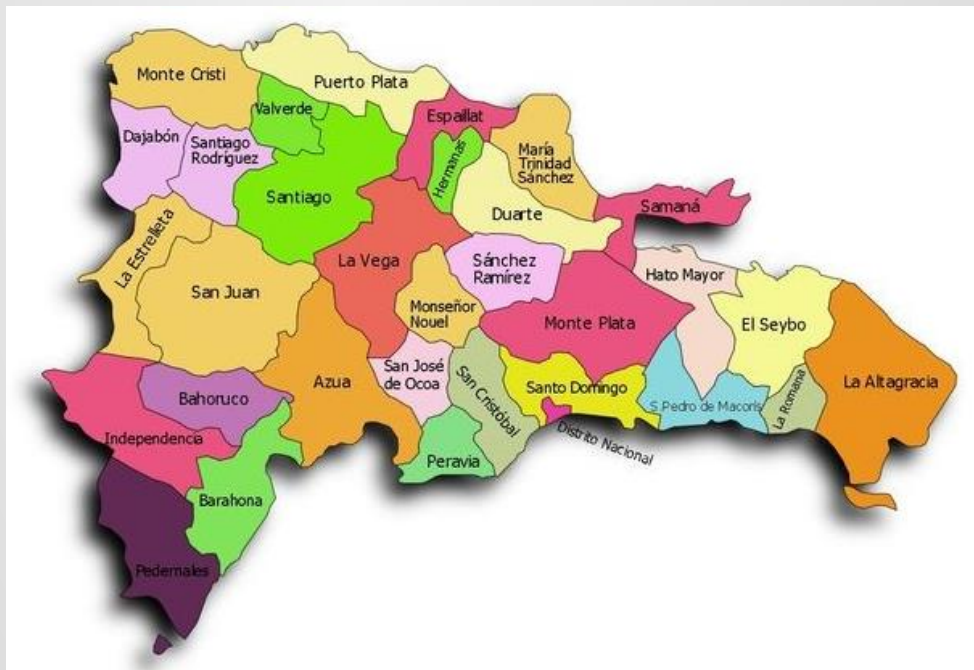 Monte Cristi
Puerto Plata
Valverde
Espaillat
Dajabón
Santiago
Rodríguez
Hermanas
María
Trinidad
Sánchez
Santiago
Samaná
Duarte
La Estrelleta
La Vega
Sánchez
Ramírez
Hato Mayor
San Juan
Monseñor
Nouel
Monte Plata
El Seybo
San José
de Ocoa
Azua
San Cristóbal
Santo Domingo
La Altagracia
Bahoruco
S Pedro de Macorís
La Romana
Independencia
Distrito Nacional
Peravia
Barahona
Pedernales